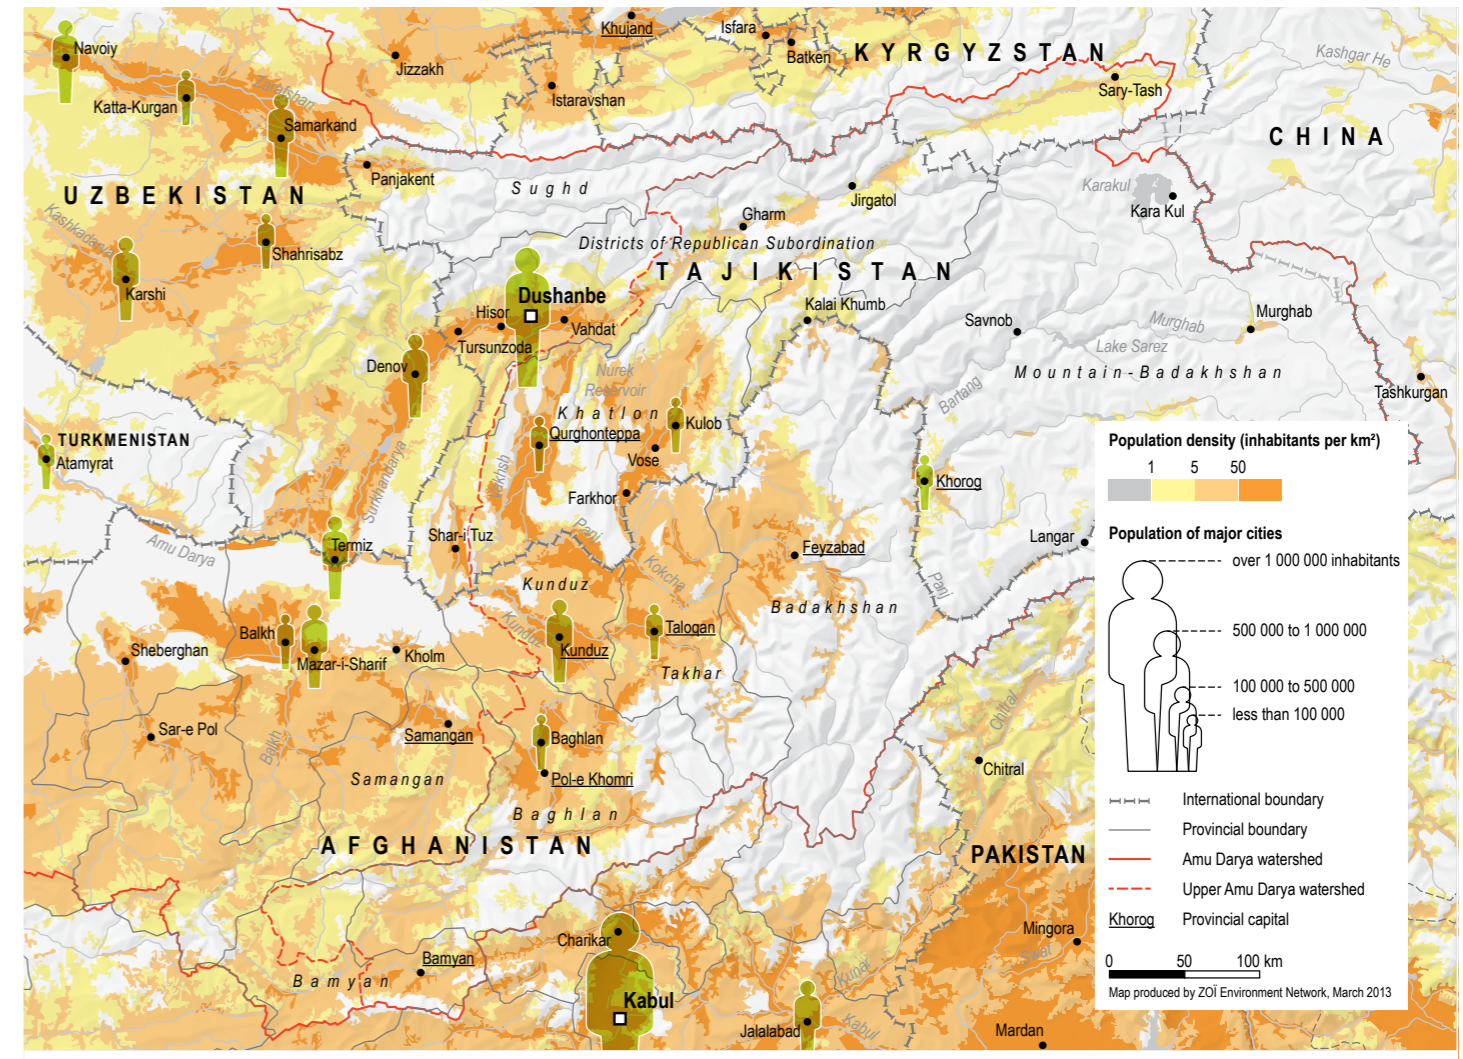 Khujand
Isfara
Batken
KYRGYZSTAN
Kashgar He
Navoiy
Jizzakh
Sary-Tash
Katta-Kurgan
Zarafshan
Istaravshan
Samarkand
CHINA
Panjakent
Sughd
Karakul
Kara Kul
UZBEKISTAN
Jirgatol
Gharm
Kashkadarya
Shahrisabz
Districts of Republican Subordination
TAJIKISTAN
Karshi
Dushanbe
Hisor
Vahdat
Kalai Khumb
Savnob
Murghab
Murghab
Tursunzoda
Lake Sarez
Denov
Nurek
Reservoir
Mountain-Badakhshan
Bartang
Tashkurgan
Khatlon
Kulob
Qurghonteppa
TURKMENISTAN
Atamyrat
Vose
Vakhsh
Surkhandarya
Khorog
Farkhor
Panj
Amu Darya
Termiz
Shar-i Tuz
Langar
Feyzabad
Kokcha
Kunduz
Panj
Badakhshan
Balkh
Kunduz
Taloqan
Sheberghan
Mazar-i-Sharif
Kholm
Kunduz
Takhar
Chitral
Sar-e Pol
Samangan
Baghlan
Balkh
Samangan
Pol-e Khomri
Chitral
Baghlan
AFGHANISTAN
PAKISTAN
Charikar
Mingora
Swat
Bamyan
Bamyan
Kunar
Kabul
Jalalabad
Kabul
Mardan
Population density (inhabitants per km²)
1 5 50
Population of major cities
over 1 000 000 inhabitants
500 000 to 1 000 000
100 000 to 500 000
less than 100 000
International boundary
Provincial boundary
Amu Darya watershed
Upper Amu Darya watershed
Khorog Provincial capital
0 50 100 km
Map produced by ZOÏ Environment Network, March 2013